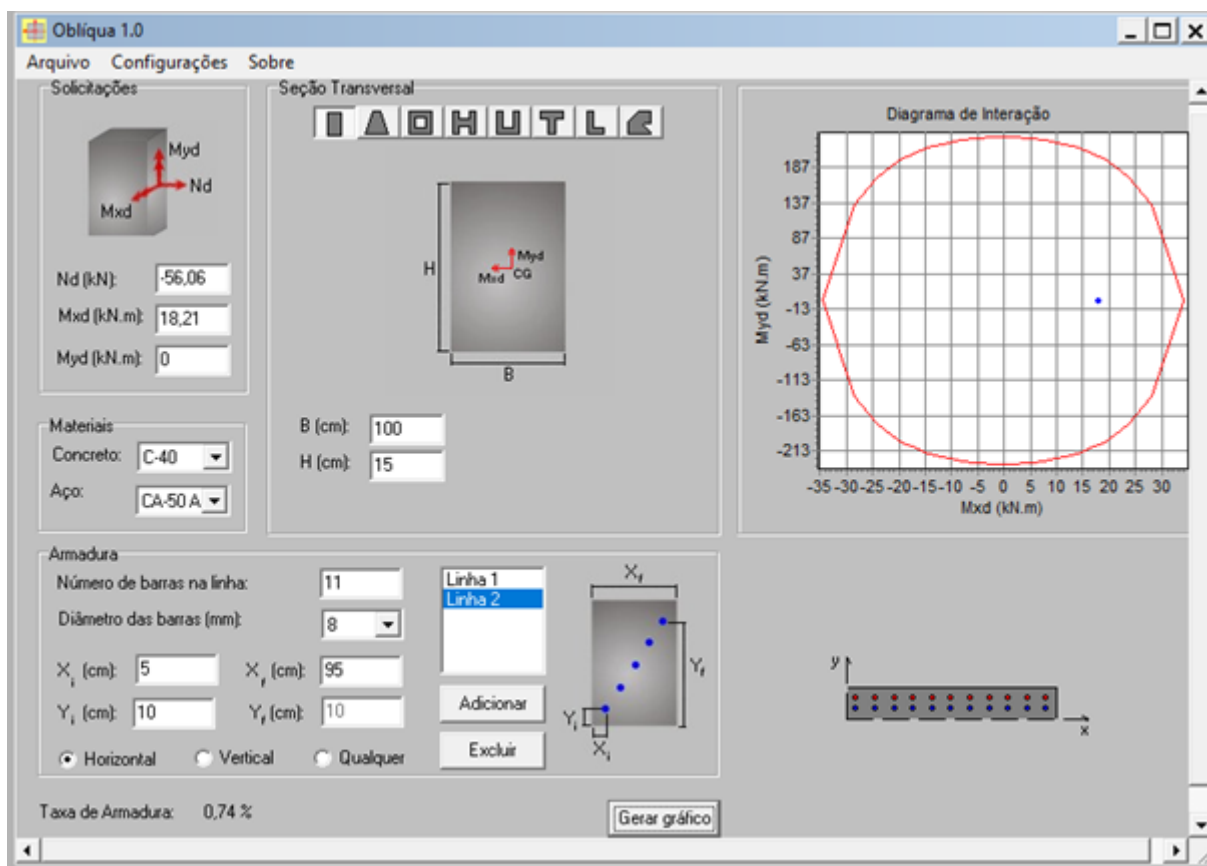 Oblíqua 1.0
Arquivo Configurações Sobre
Solicitações
Myd
Nd
Mxd
Nd (kN): -56,06
Mxd (kN.m): 18,21
Myd (kN.m): 0
Seção Transversal
H
Myd
Mxd CG
B
B (cm): 100
H (cm): 15
Diagrama de Interação
Myd (kN.m)
187
137
87
37
-13
-63
-113
-163
-213
-35 -30 -25 -20 -15 -10 -5 0 5 10 15 20 25 30
Mxd (kN.m)
Materiais
Concreto: C-40
Aço: CA-50 A
Armadura
Número de barras na linha: 11
Diâmetro das barras (mm): 8
Xi (cm): 5 Xf (cm): 95
Yi (cm): 10 Yf (cm): 10
Horizontal Vertical Qualquer
Linha 1
Linha 2
Adicionar
Excluir
Xf
Yf
Yi
Xi
y
x
Taxa de Armadura: 0,74 %
Gerar gráfico